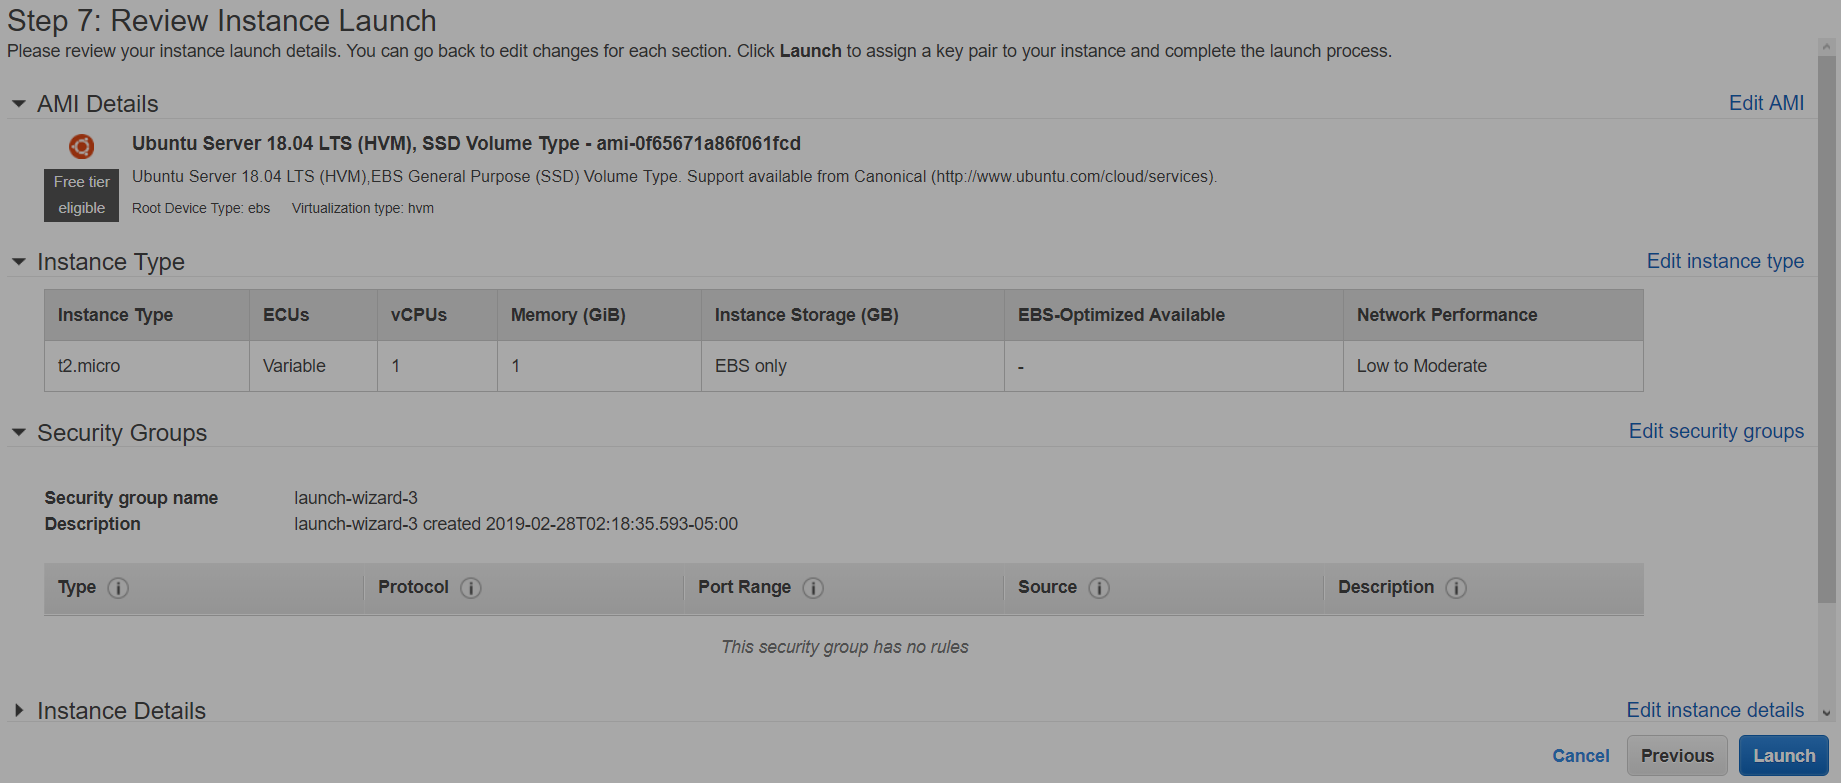 Step 7: Review Instance Launch
Please review your instance launch details. You can go back to edit changes for each section. Click Launch to assign a key pair to your instance and complete the launch process.
AMI Details Edit AMI
Ubuntu Server 18.04 LTS (HVM), SSD Volume Type - ami-0f65671a86f061fcd
Free tier
eligible
Ubuntu Server 18.04 LTS (HVM),EBS General Purpose (SSD) Volume Type. Support available from Canonical (http://www.ubuntu.com/cloud/services).
Root Device Type: ebs Virtualization type: hvm
Instance Type Edit instance type
Instance Type ECUs vCPUs Memory (GiB) Instance Storage (GB) EBS-Optimized Available Network Performance
t2.micro Variable 1 1 EBS only - Low to Moderate
Security Groups Edit security groups
Security group name launch-wizard-3
Description launch-wizard-3 created 2019-02-28T02:18:35.593-05:00
Type i Protocol i Port Range i Source i Description i
This security group has no rules
Instance Details Edit instance details
Cancel Previous Launch